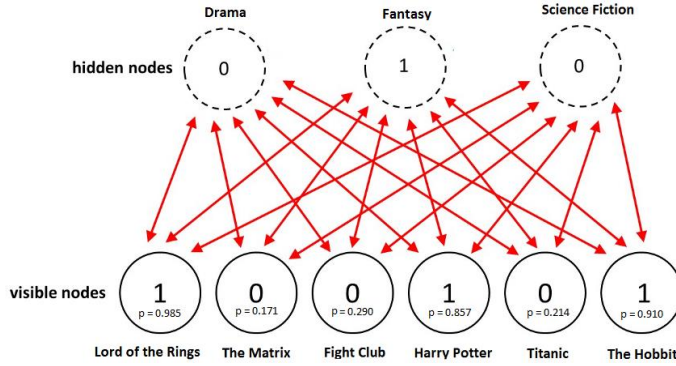 Drama Fantasy Science Fiction
hidden nodes 0 1 0
visible nodes 1 0 0 1 0 1
p = 0.985 p = 0.171 p = 0.290 p = 0.857 p = 0.214 p = 0.910
Lord of the Rings The Matrix Fight Club Harry Potter Titanic The Hobbit